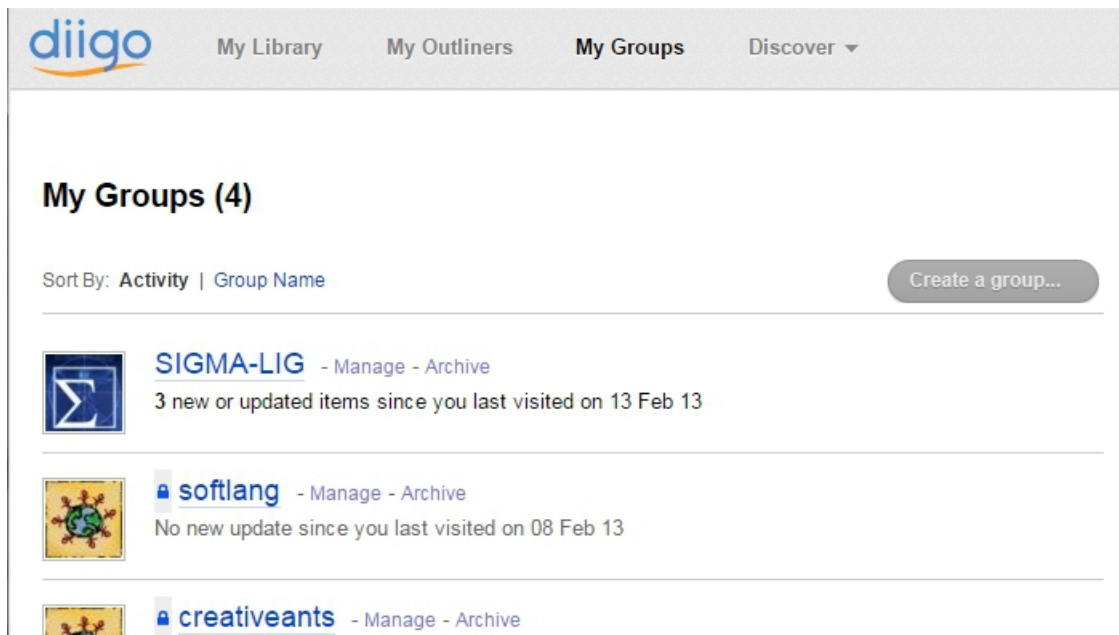 diigo My Library My Outliners My Groups Discover
My Groups (4)
Sort By: Activity | Group Name Create a group...
SIGMA-LIG - Manage - Archive
3 new or updated items since you last visited on 13 Feb 13
softlang - Manage - Archive
No new update since you last visited on 08 Feb 13
creativeants - Manage - Archive